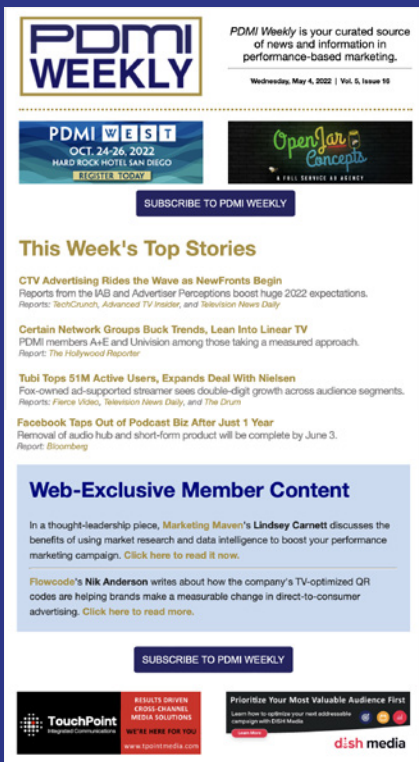 PDMI
WEEKLY
PDMI Weekly is your curated source
of news and information in
performance-based marketing.
Wednesday, May 4, 2022 | Vol. 5, Issue 16
PDMI WEST
OCT. 24-26, 2022
HARD ROCK HOTEL SAN DIEGO
REGISTER TODAY
OpenJar
Concepts
A FULL SERVICE AD AGENCY
SUBSCRIBE TO PDMI WEEKLY
This Week's Top Stories
CTV Advertising Rides the Wave as NewFronts Begin
Reports from the IAB and Advertiser Perceptions boost huge 2022 expectations.
Reports: TechCrunch, Advanced TV Insider, and Television News Daily
Certain Network Groups Buck Trends, Lean Into Linear TV
PDMI members A+E and Univision among those taking a measured approach.
Report: The Hollywood Reporter
Tubi Tops 51M Active Users, Expands Deal With Nielsen
Fox-owned ad-supported streamer sees double-digit growth across audience segments.
Reports: Fierce Video, Television News Daily, and The Drum
Facebook Taps Out of Podcast Biz After Just 1 Year
Removal of audio hub and short-form product will be complete by June 3.
Report: Bloomberg
Web-Exclusive Member Content
In a thought-leadership piece, Marketing Maven's Lindsey Carnett discusses the
benefits of using market research and data intelligence to boost your performance
marketing campaign. Click here to read it now.
Flowcode's Nik Anderson writes about how the company's TV-optimized QR
codes are helping brands make a measurable change in direct-to-consumer
advertising. Click here to read more.
SUBSCRIBE TO PDMI WEEKLY
TouchPoint
Integrated Communications
RESULTS DRIVEN
CROSS-CHANNEL
MEDIA SOLUTIONS
WE'RE HERE FOR YOU
www.tpointmedia.com
Prioritize Your Most Valuable Audience First
Learn how to optimize your next addressable
campaign with DISH Media
Learn More
dish media